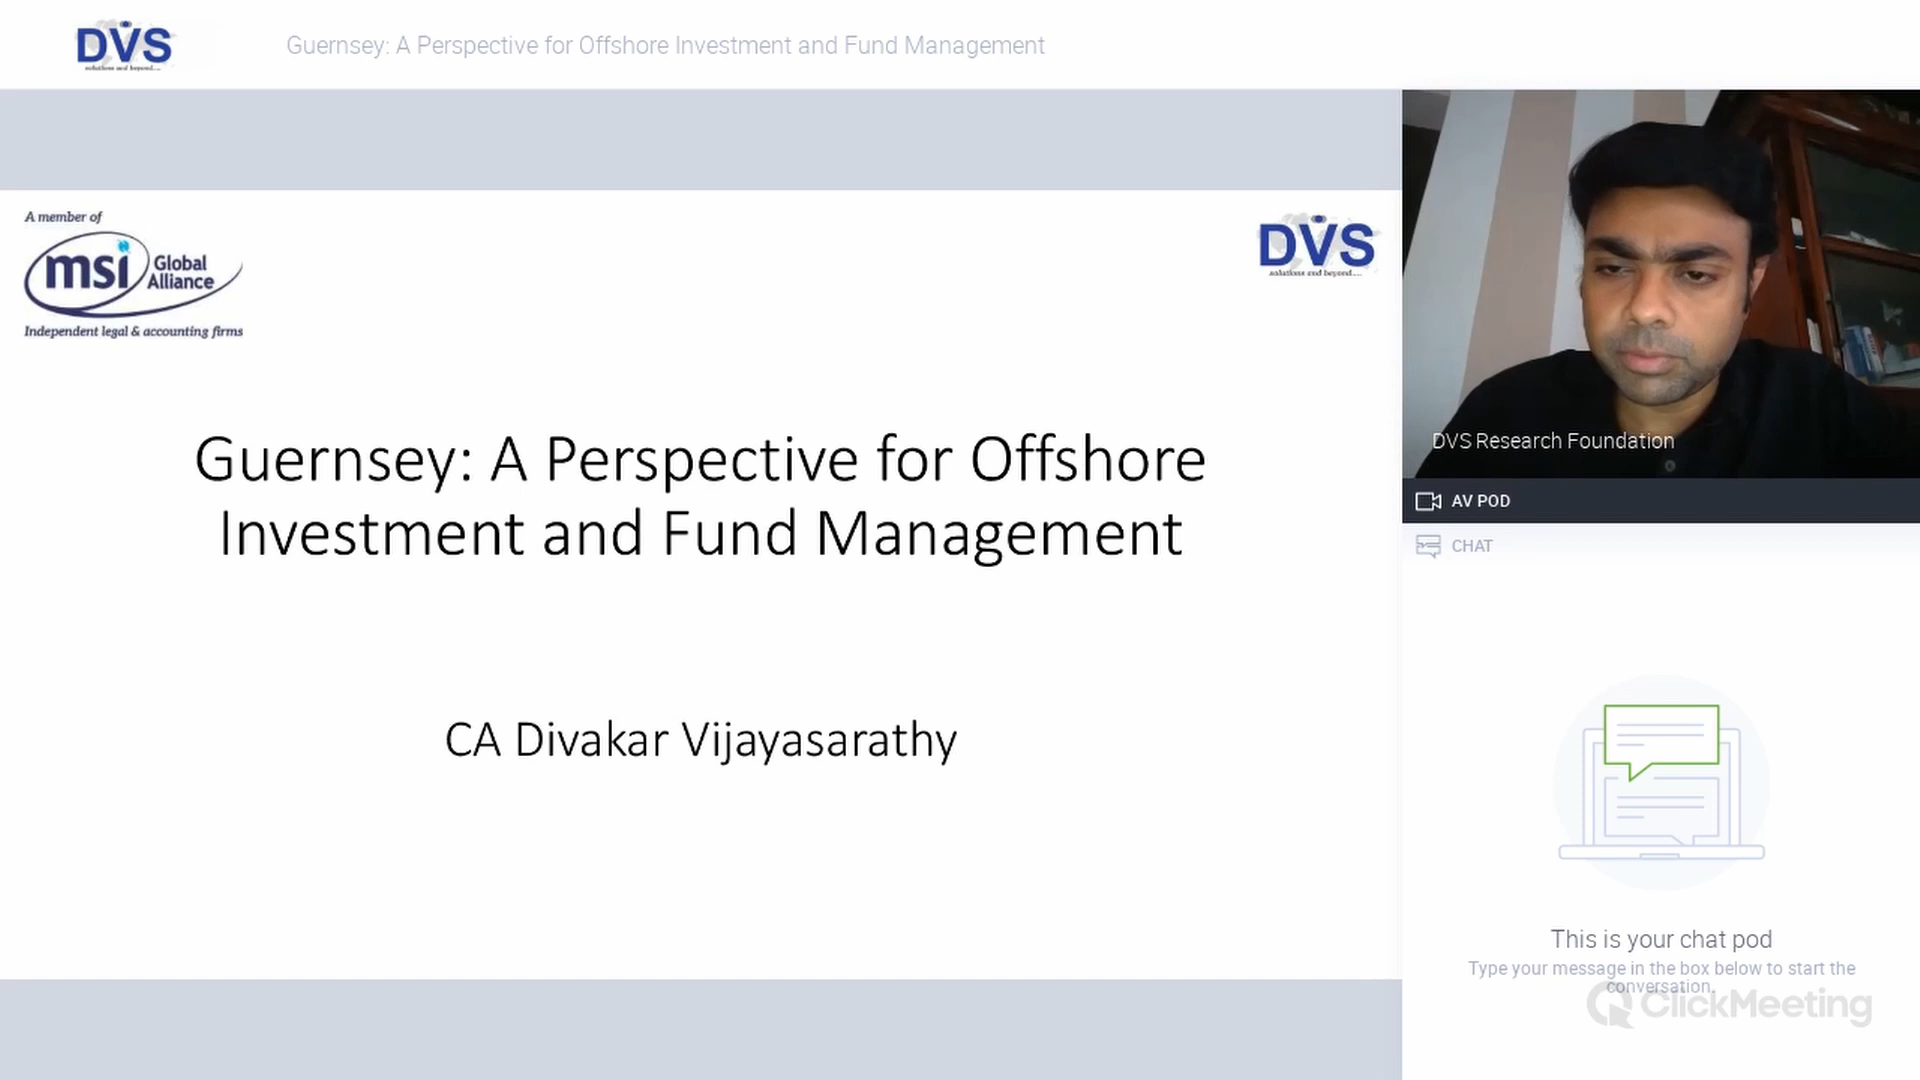 DVS
solutions and beyond....
Guernsey: A Perspective for Offshore Investment and Fund Management
A member of
msi Global Alliance
Independent legal & accounting firms
DVS
solutions and beyond....
Guernsey: A Perspective for Offshore
Investment and Fund Management
CA Divakar Vijayasarathy
DVS Research Foundation
AV POD
CHAT
This is your chat pod
Type your message in the box below to start the
conversation.
ClickMeeting